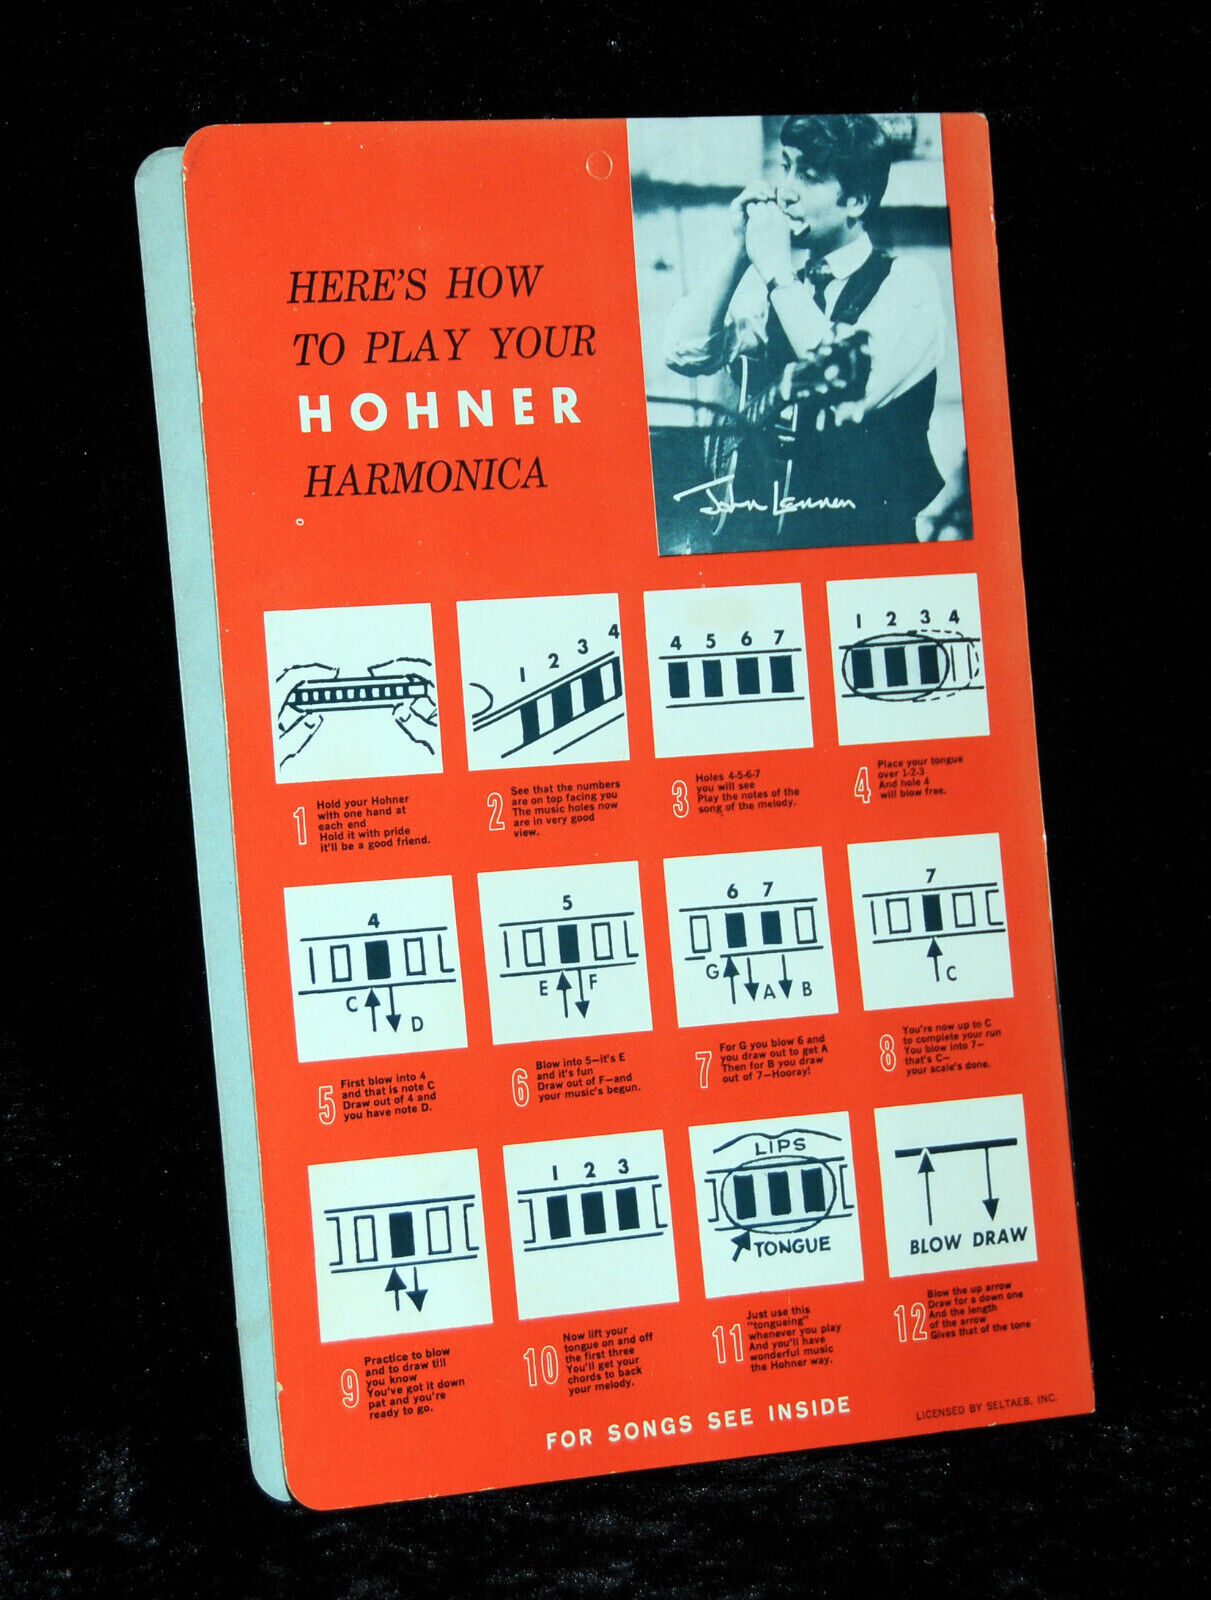 HERE'S HOW
TO PLAY YOUR
HOHNER
HARMONICA
John Lennon
1
Hold your Hohner
with one hand at
each end
Hold it with pride
it'll be a good friend.
1 2 3 4
2
See that the numbers
are on top facing you
The music holes now
are in very good
view.
4 5 6 7
3
Holes 4-5-6-7
you will see
Play the notes of the
song of the melody.
1 2 3 4
4
Place your tongue
over 1-2-3
And hole 4
will blow free.
4
C D
5
First blow into 4
and that is note C
Draw out of 4 and
you have note D.
5
E F
6
Blow into 5—it's E
and it's fun
Draw out of F—and
your music's begun.
6 7
G A B
7
For G you blow 6 and
you draw out to get A
Then for B you draw
out of 7—Hooray!
7
C
8
You're now up to C
to complete your run
You blow into 7—
that's C—
your scale's done.
9
Practice to blow
and to draw till
you know
You've got it down
pat and you're
ready to go.
1 2 3
10
Now lift your
tongue on and off
the first three
You'll get your
chords to back
your melody.
LIPS
TONGUE
11
Just use this
"tongueing"
whenever you play
And you'll have
wonderful music
the Hohner way.
BLOW DRAW
12
Blow the up arrow
Draw for a down one
And the length
of the arrow
Gives that of the tone
FOR SONGS SEE INSIDE
LICENSED BY SELTAEB, INC.